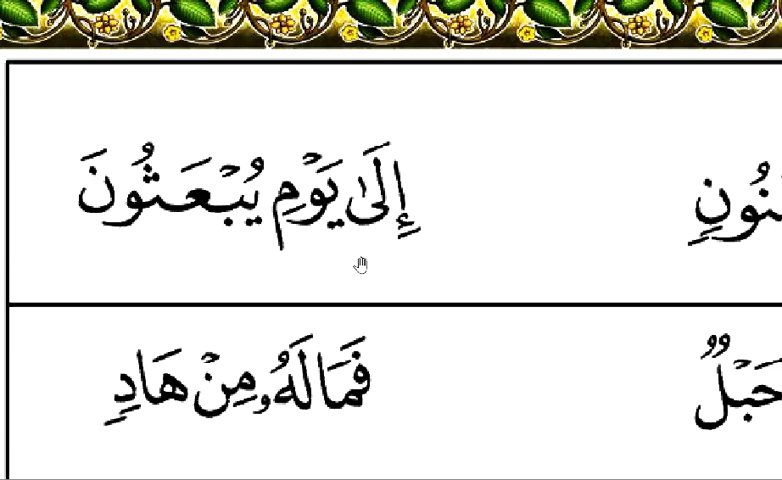 إِلَىٰ يَوْمِ يُبْعَثُونَ
فَمَا لَهُۥ مِنْ هَادٍ
حَبْلٌ